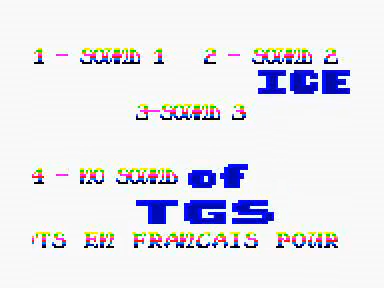 1 - SOUND 1 2 - SOUND 2
ICE
3-SOUND 3
4 - NO SOUND of
TGS
TS EN FRANCAIS POUR